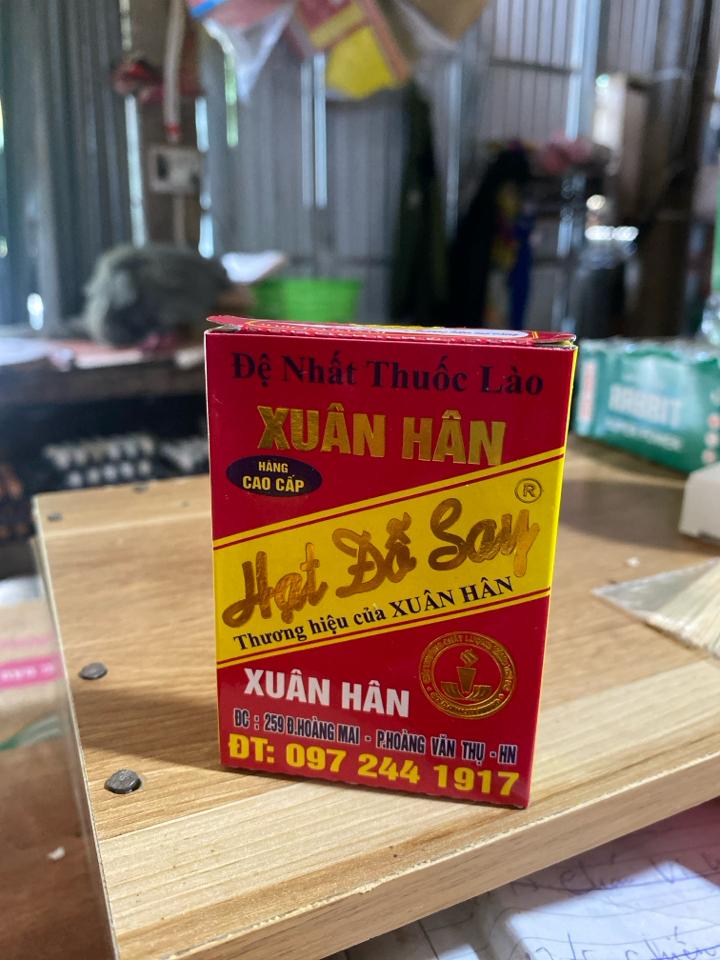 Đệ Nhất Thuốc Lào
XUÂN HÂN
HÀNG
CAO CẤP
®
Hạt Đỗ Say
Thương hiệu của XUÂN HÂN
XUÂN HÂN
ĐC : 259 Đ.HOÀNG MAI - P.HOÀNG VĂN THỤ - HN
ĐT: 097 244 1917
RABBIT